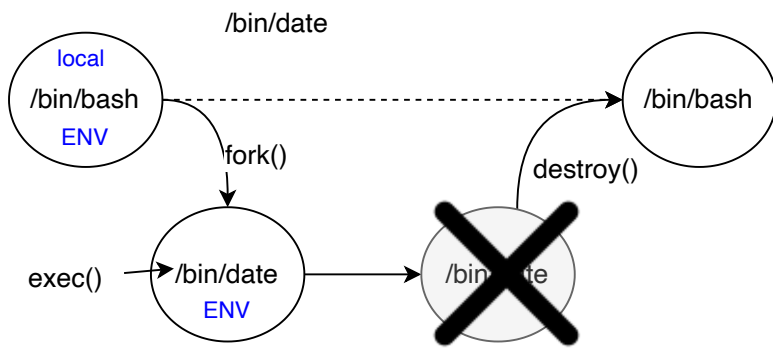 /bin/date
local
/bin/bash
ENV
/bin/bash
fork()
destroy()
exec()
/bin/date
ENV